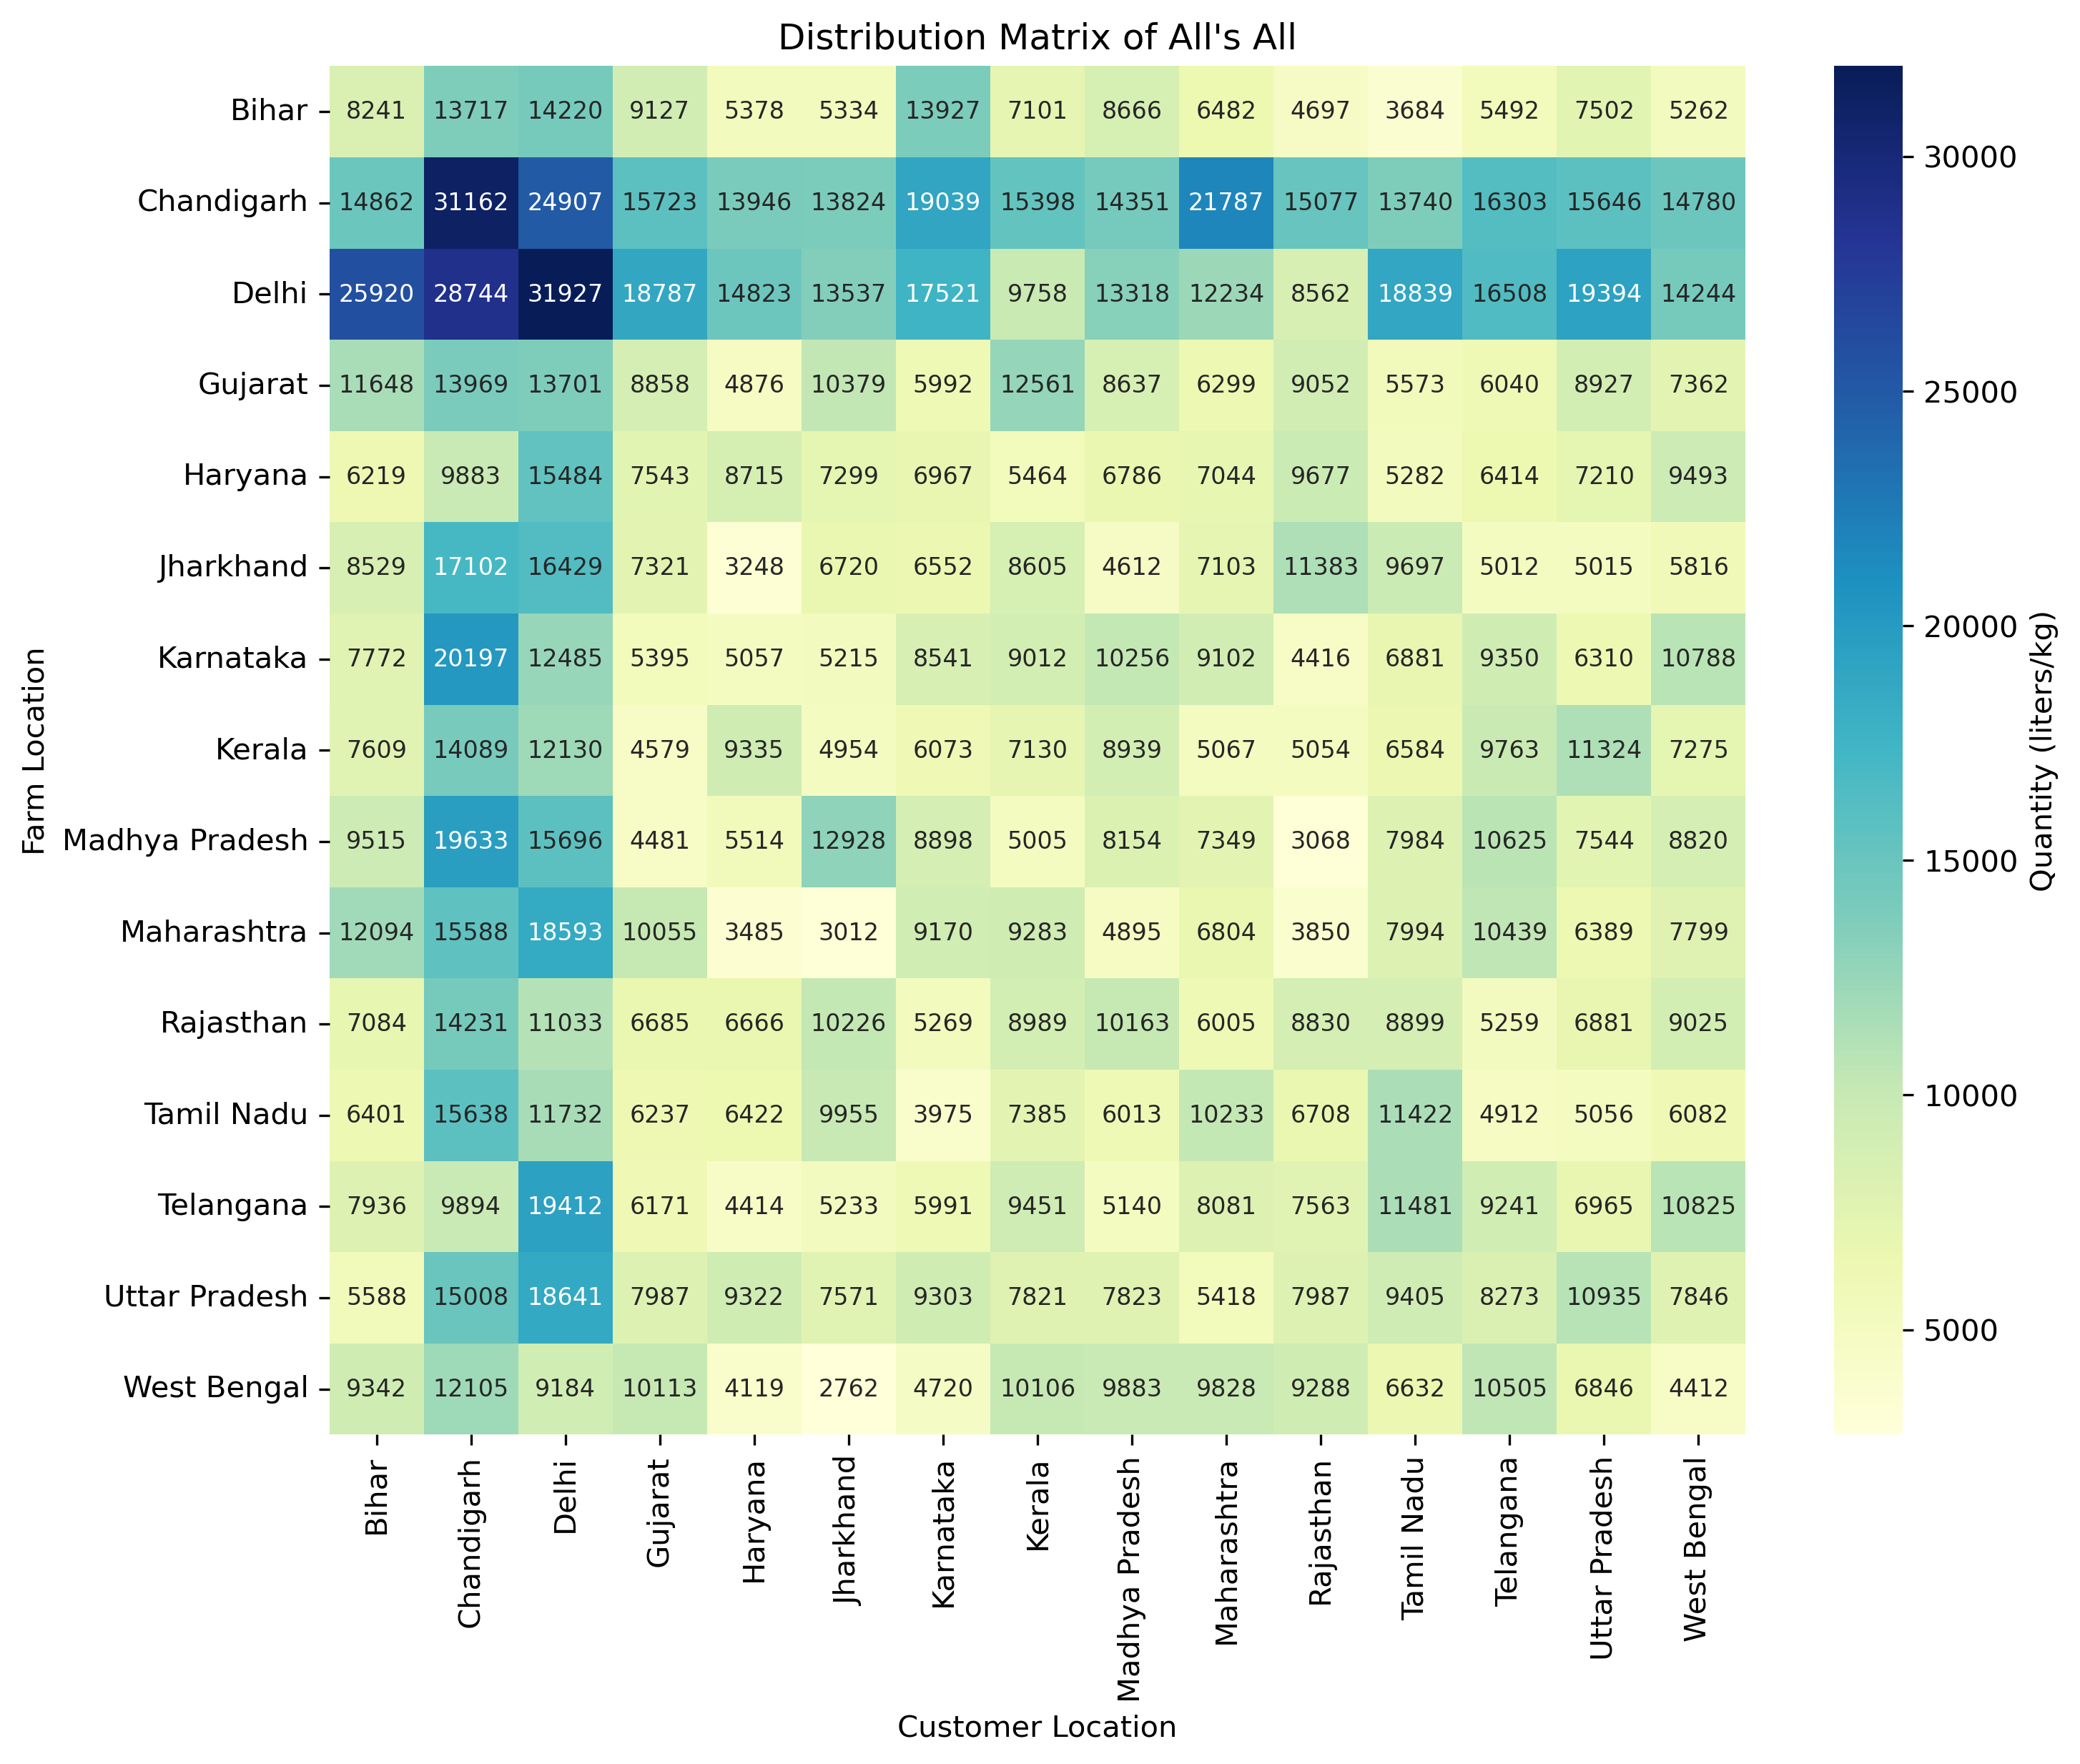 Distribution Matrix of All's All
Bihar 8241 13717 14220 9127 5378 5334 13927 7101 8666 6482 4697 3684 5492 7502 5262
Chandigarh 14862 31162 24907 15723 13946 13824 19039 15398 14351 21787 15077 13740 16303 15646 14780
Delhi 25920 28744 31927 18787 14823 13537 17521 9758 13318 12234 8562 18839 16508 19394 14244
Gujarat 11648 13969 13701 8858 4876 10379 5992 12561 8637 6299 9052 5573 6040 8927 7362
Haryana 6219 9883 15484 7543 8715 7299 6967 5464 6786 7044 9677 5282 6414 7210 9493
Jharkhand 8529 17102 16429 7321 3248 6720 6552 8605 4612 7103 11383 9697 5012 5015 5816
Karnataka 7772 20197 12485 5395 5057 5215 8541 9012 10256 9102 4416 6881 9350 6310 10788
Kerala 7609 14089 12130 4579 9335 4954 6073 7130 8939 5067 5054 6584 9763 11324 7275
Madhya Pradesh 9515 19633 15696 4481 5514 12928 8898 5005 8154 7349 3068 7984 10625 7544 8820
Maharashtra 12094 15588 18593 10055 3485 3012 9170 9283 4895 6804 3850 7994 10439 6389 7799
Rajasthan 7084 14231 11033 6685 6666 10226 5269 8989 10163 6005 8830 8899 5259 6881 9025
Tamil Nadu 6401 15638 11732 6237 6422 9955 3975 7385 6013 10233 6708 11422 4912 5056 6082
Telangana 7936 9894 19412 6171 4414 5233 5991 9451 5140 8081 7563 11481 9241 6965 10825
Uttar Pradesh 5588 15008 18641 7987 9322 7571 9303 7821 7823 5418 7987 9405 8273 10935 7846
West Bengal 9342 12105 9184 10113 4119 2762 4720 10106 9883 9828 9288 6632 10505 6846 4412
Farm Location
Bihar Chandigarh Delhi Gujarat Haryana Jharkhand Karnataka Kerala Madhya Pradesh Maharashtra Rajasthan Tamil Nadu Telangana Uttar Pradesh West Bengal
Customer Location
30000
25000
20000
15000
10000
5000
Quantity (liters/kg)